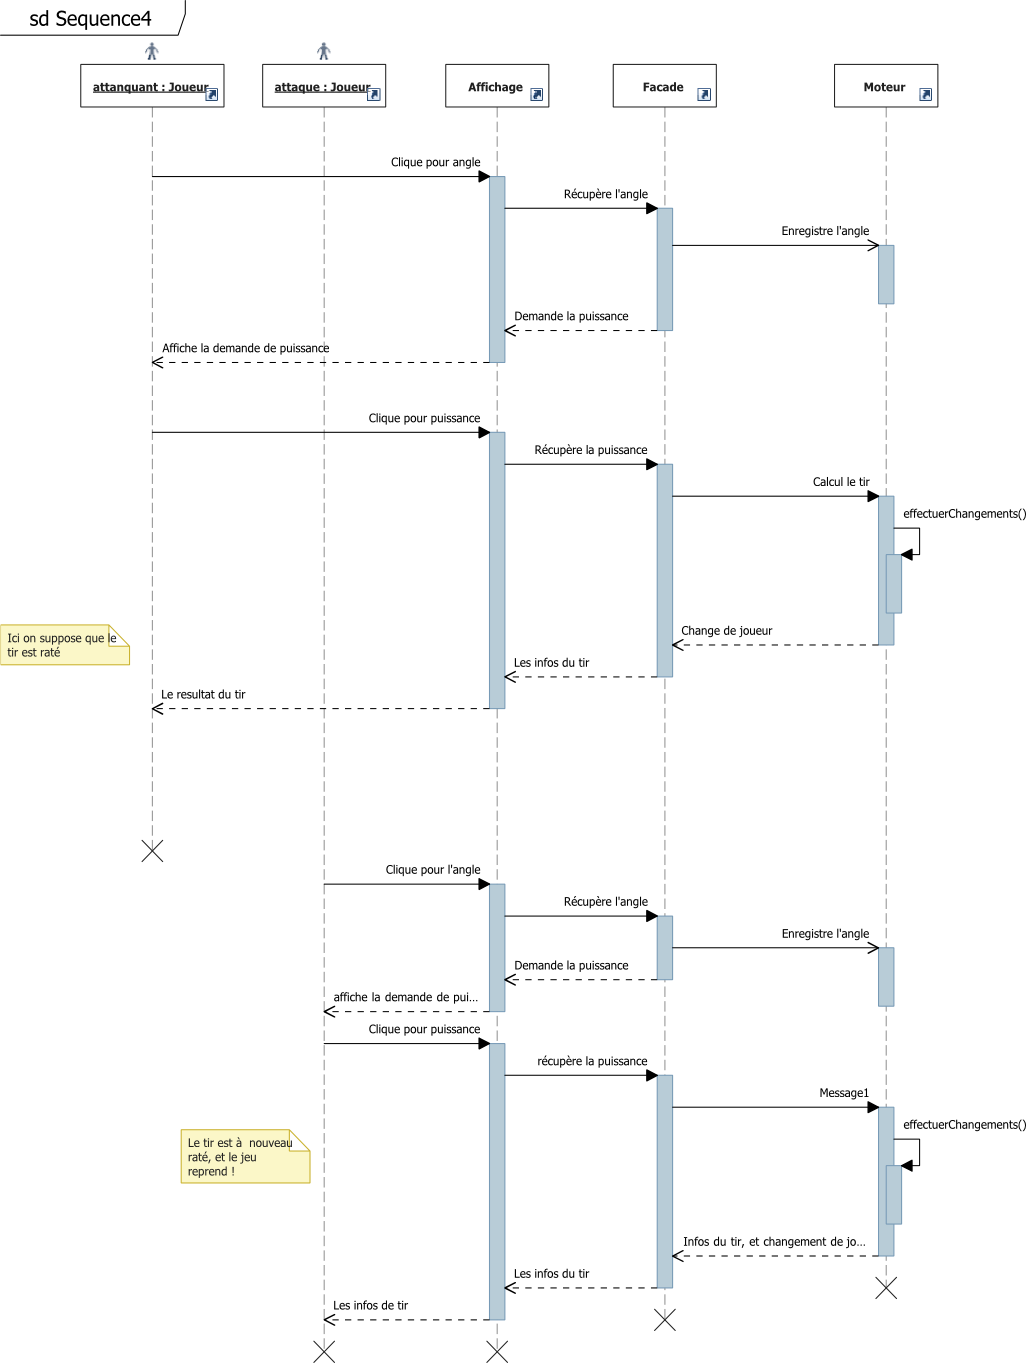 sd Sequence4
attanquant : Joueur
attaque : Joueur
Affichage
Facade
Moteur
Clique pour angle
Récupère l'angle
Enregistre l'angle
Demande la puissance
Affiche la demande de puissance
Clique pour puissance
Récupère la puissance
Calcul le tir
effectuerChangements()
Ici on suppose que le
tir est raté
Change de joueur
Les infos du tir
Le resultat du tir
Clique pour l'angle
Récupère l'angle
Enregistre l'angle
Demande la puissance
affiche la demande de pui...
Clique pour puissance
récupère la puissance
Message1
effectuerChangements()
Le tir est à  nouveau
raté, et le jeu
reprend !
Infos du tir, et changement de jo...
Les infos du tir
Les infos de tir